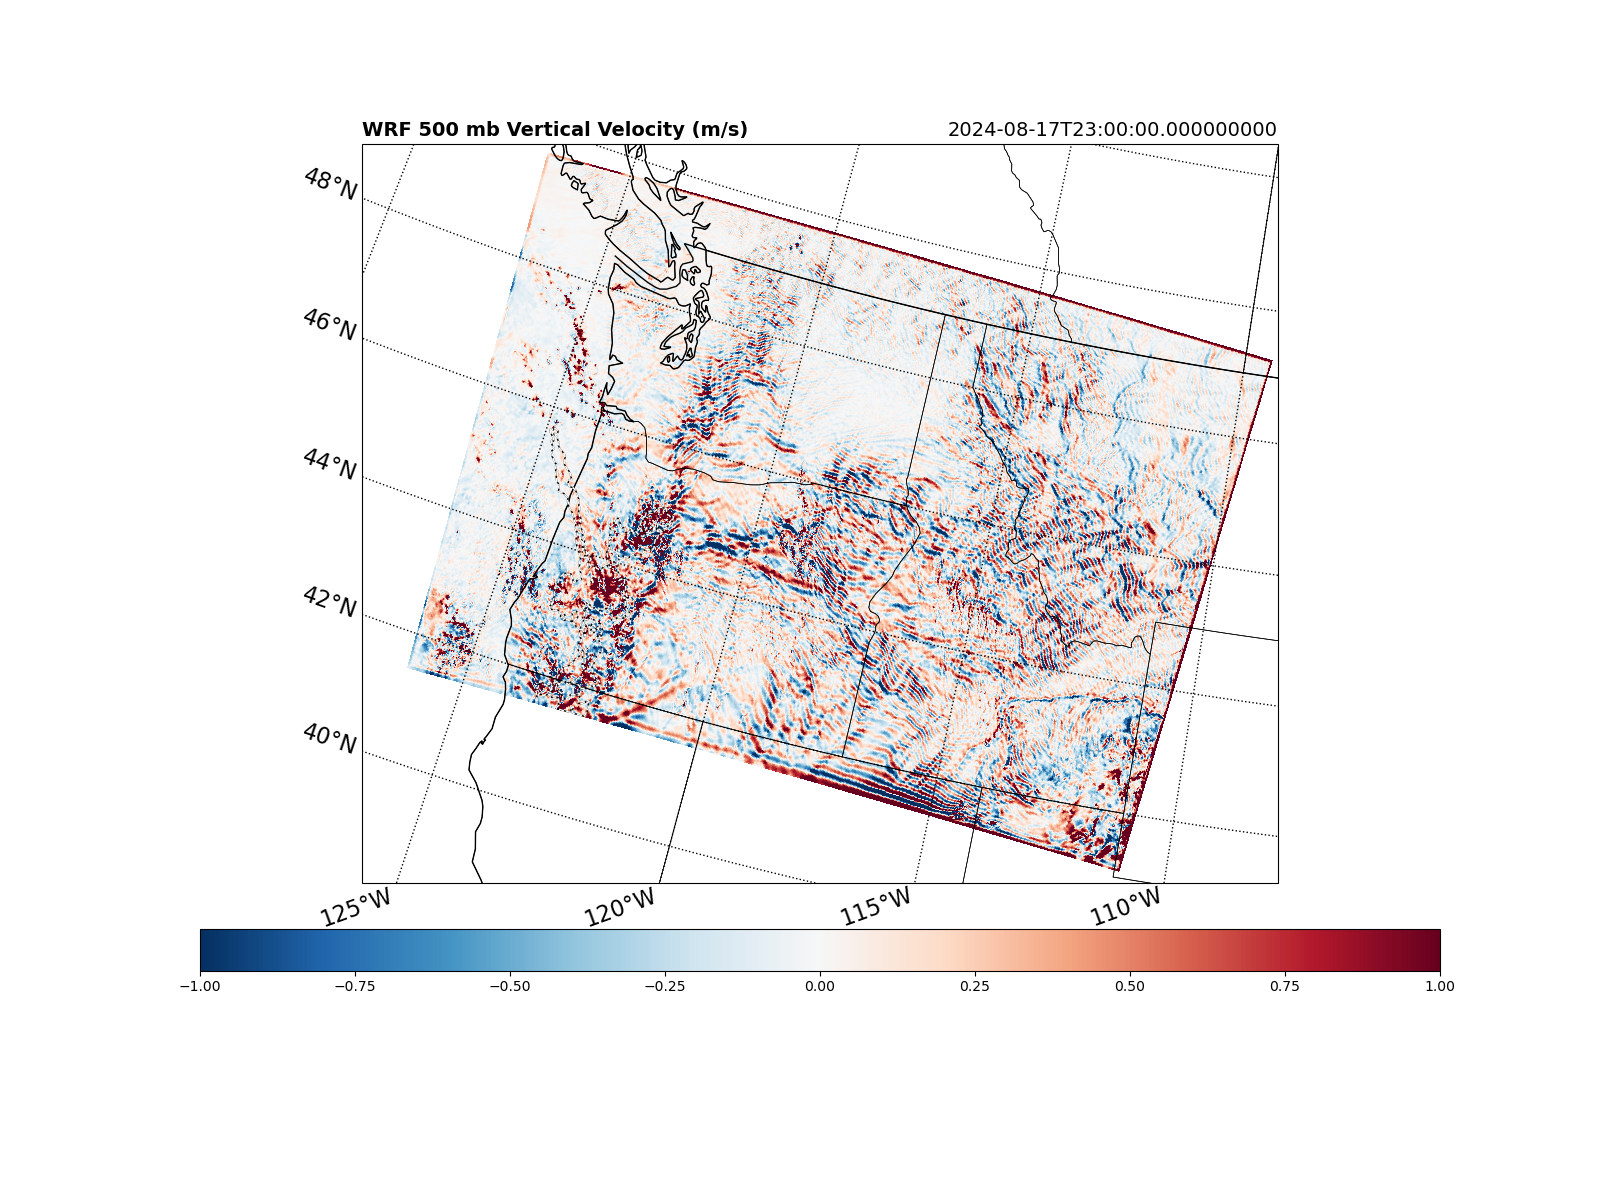 WRF 500 mb Vertical Velocity (m/s) 2024-08-17T23:00:00.000000000
48°N
46°N
44°N
42°N
40°N
125°W 120°W 115°W 110°W
−1.00 −0.75 −0.50 −0.25 0.00 0.25 0.50 0.75 1.00